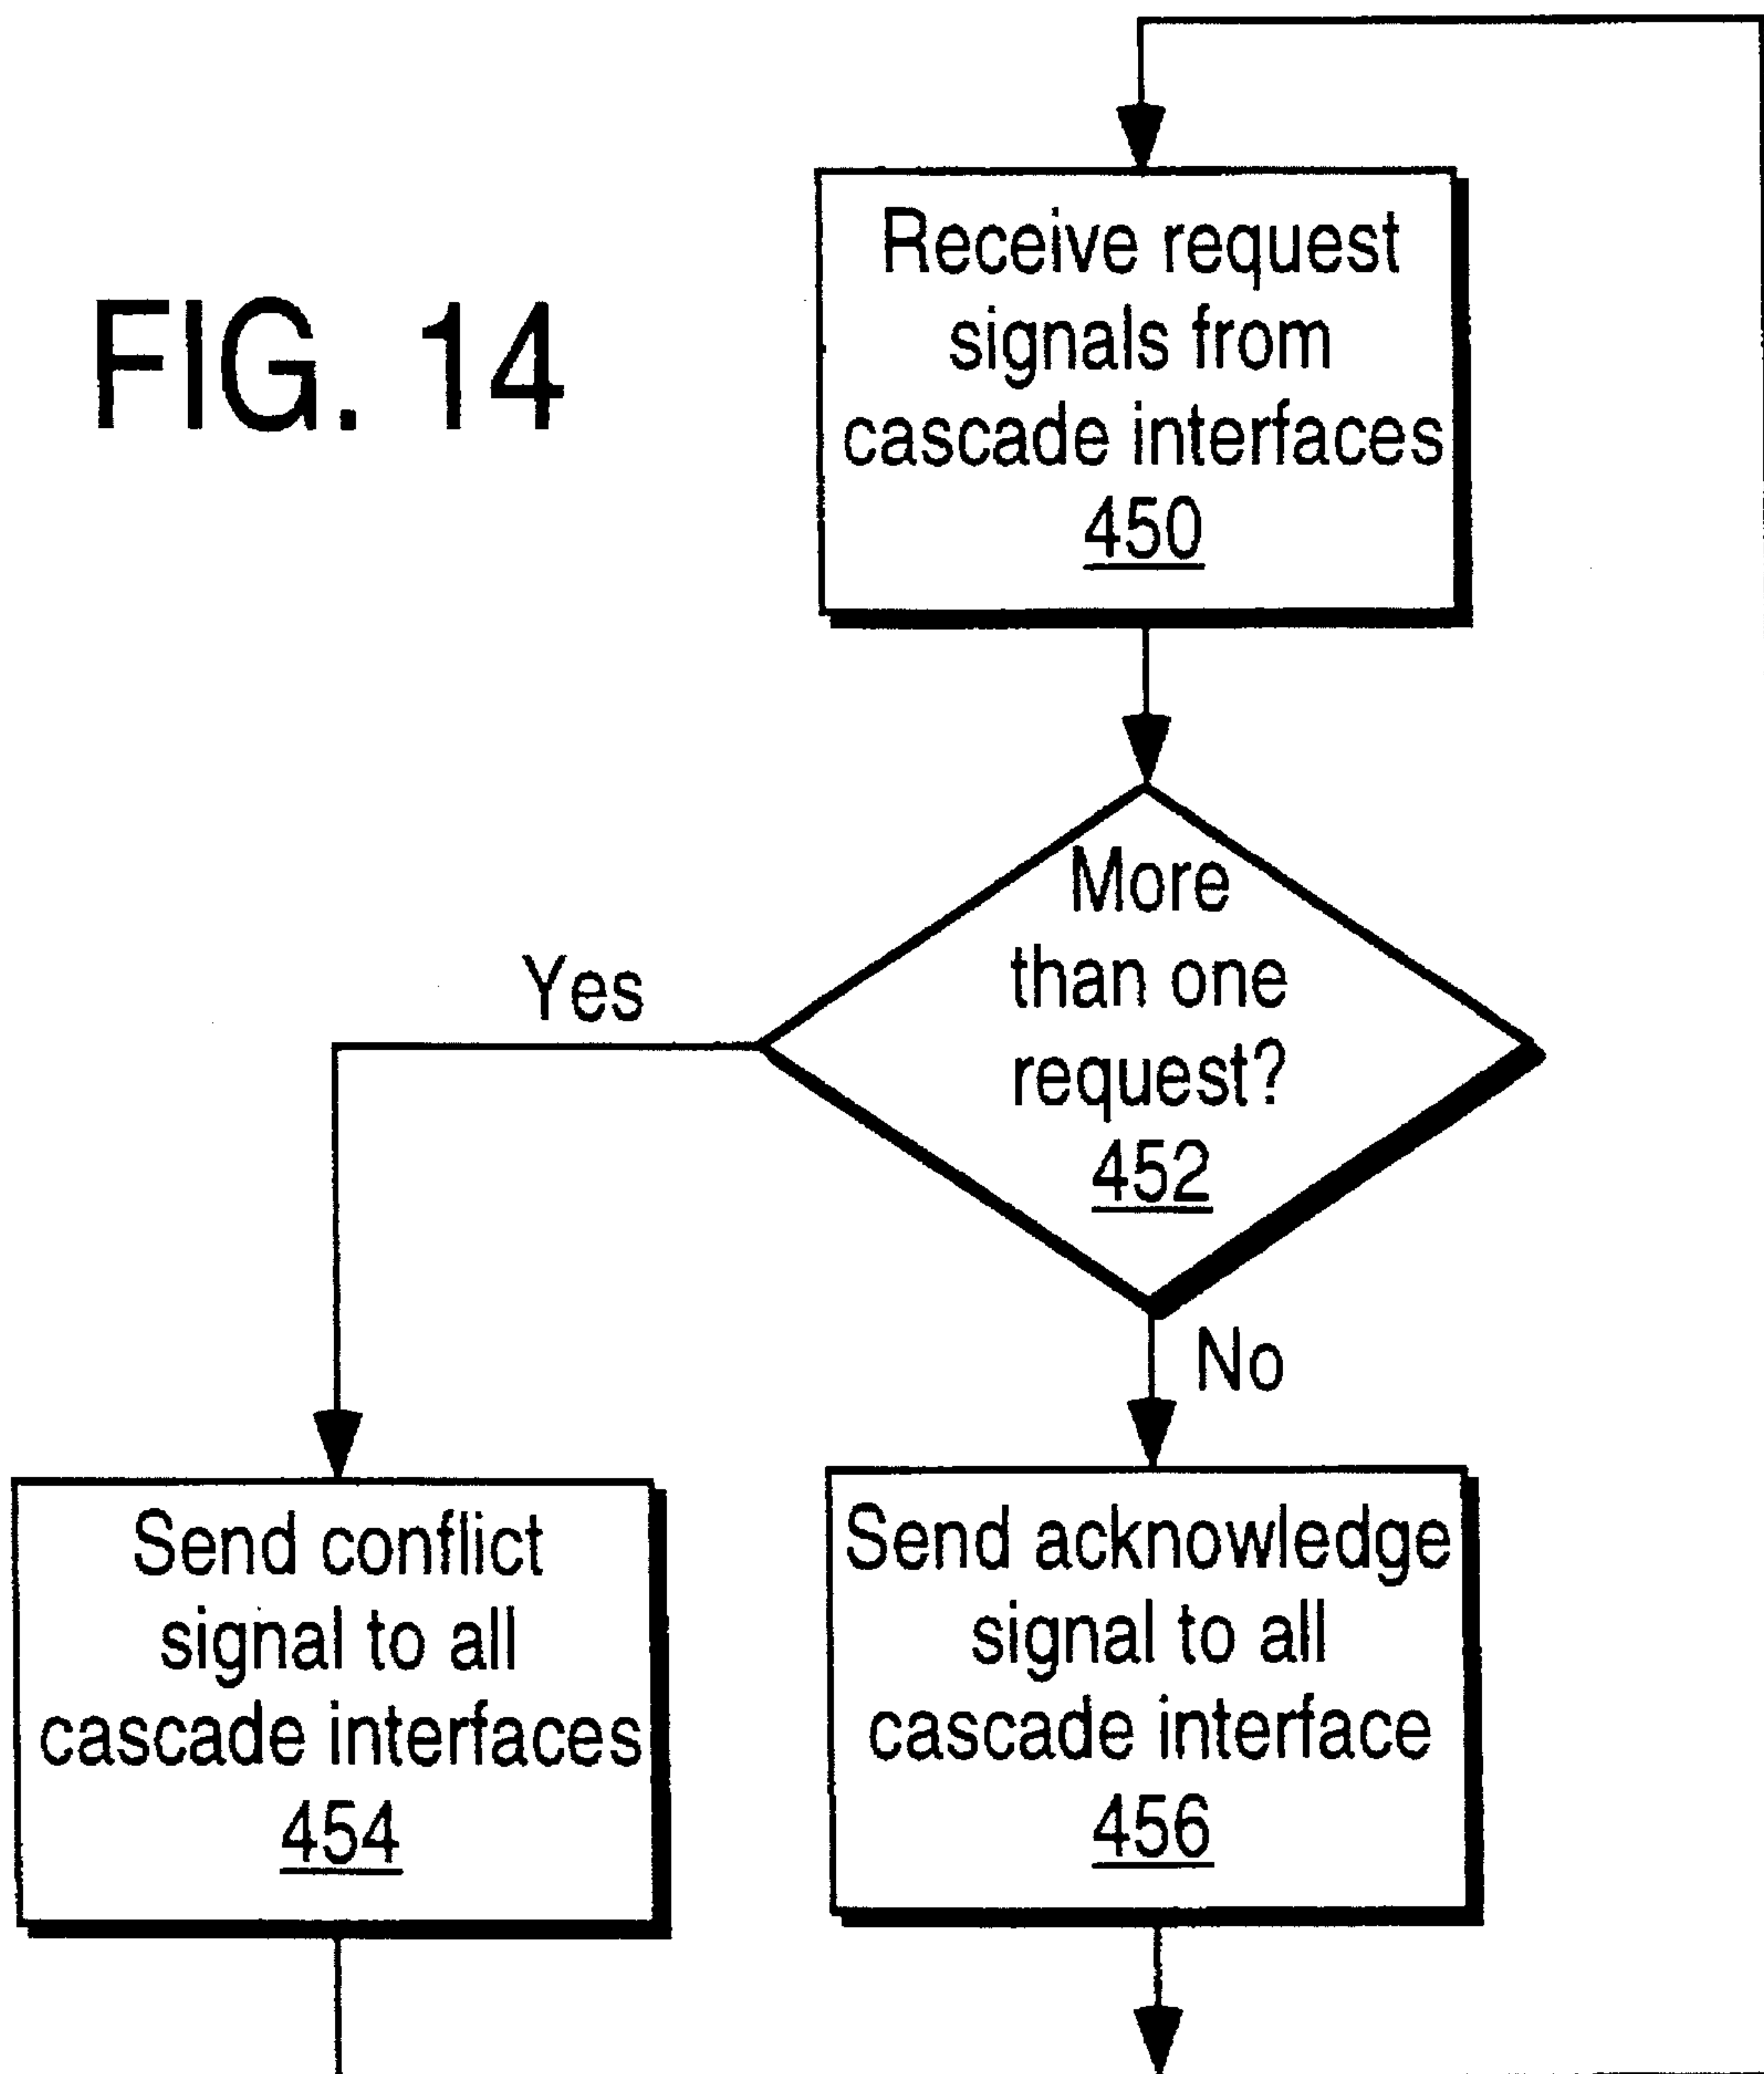 FIG. 14
Receive request
signals from
cascade interfaces
450
More
than one
request?
452
Yes
No
Send conflict
signal to all
cascade interfaces
454
Send acknowledge
signal to all
cascade interface
456